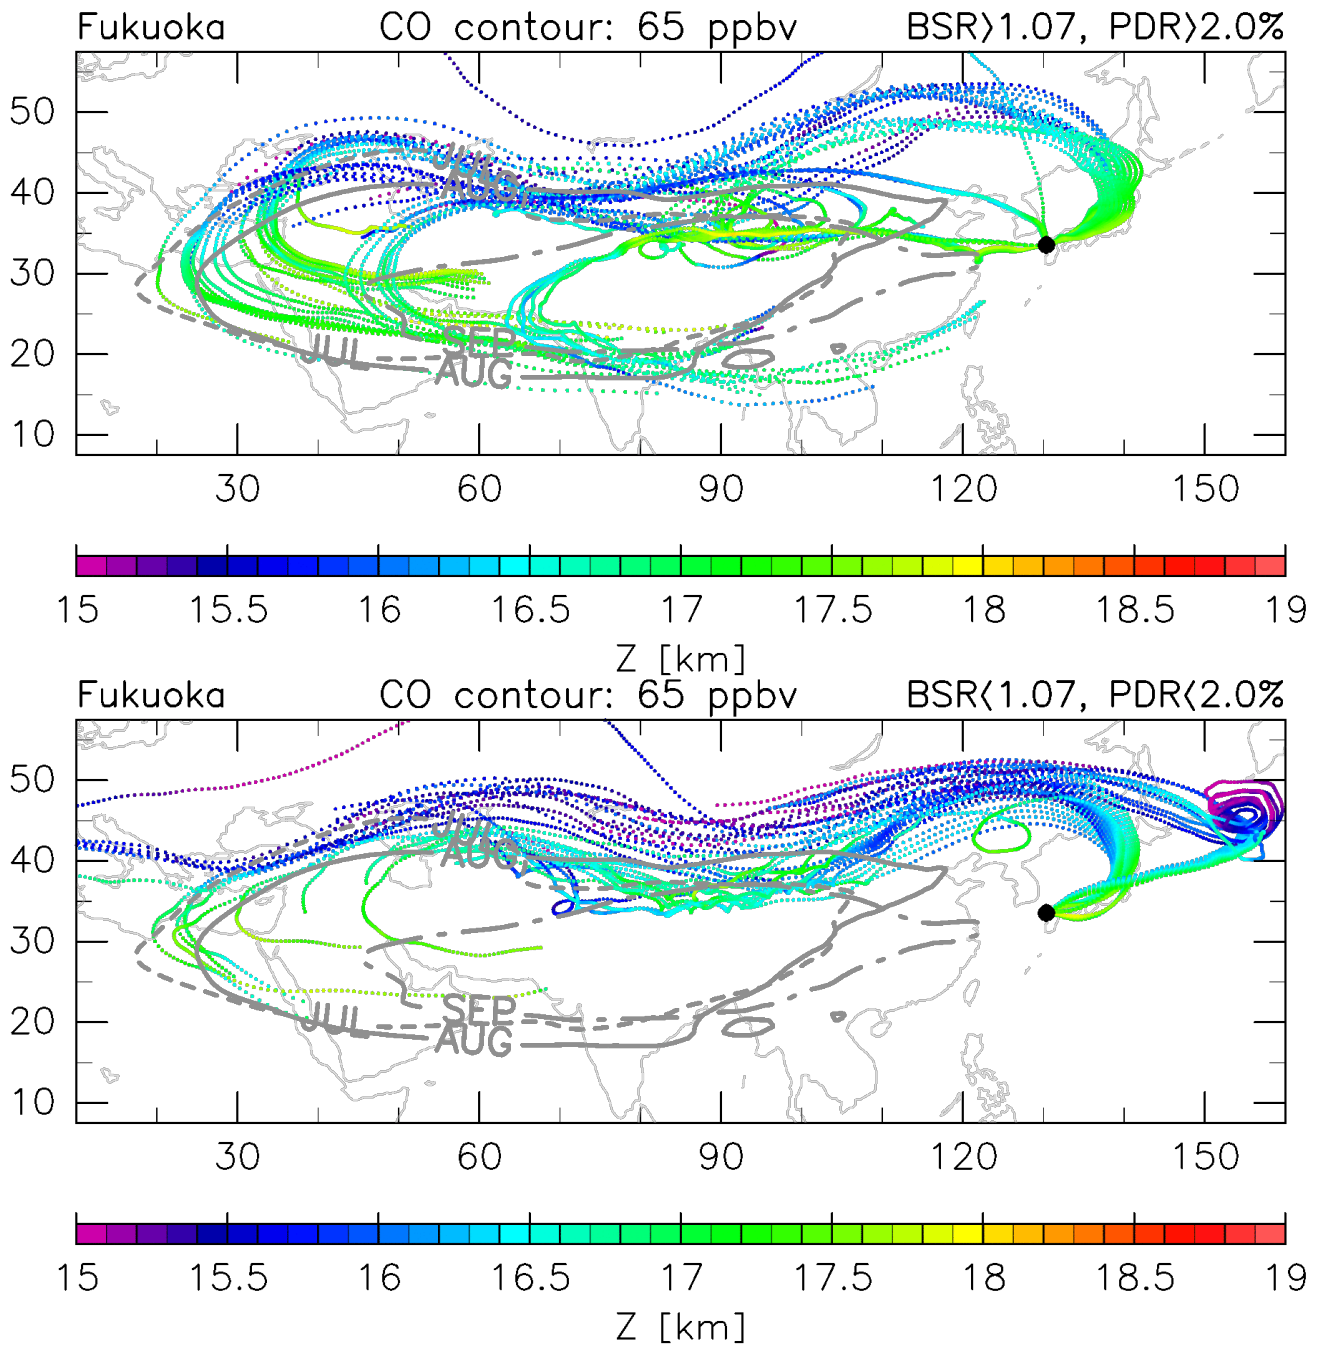 Fukuoka CO contour: 65 ppbv BSR⟩1.07, PDR⟩2.0%
50
40
30
20
10
JUL
AUG,
SEP
JUL
AUG
30 60 90 120 150
15 15.5 16 16.5 17 17.5 18 18.5 19
Z [km]
Fukuoka CO contour: 65 ppbv BSR⟨1.07, PDR⟨2.0%
50
40
30
20
10
JUL
AUG,
SEP
JUL
AUG
30 60 90 120 150
15 15.5 16 16.5 17 17.5 18 18.5 19
Z [km]